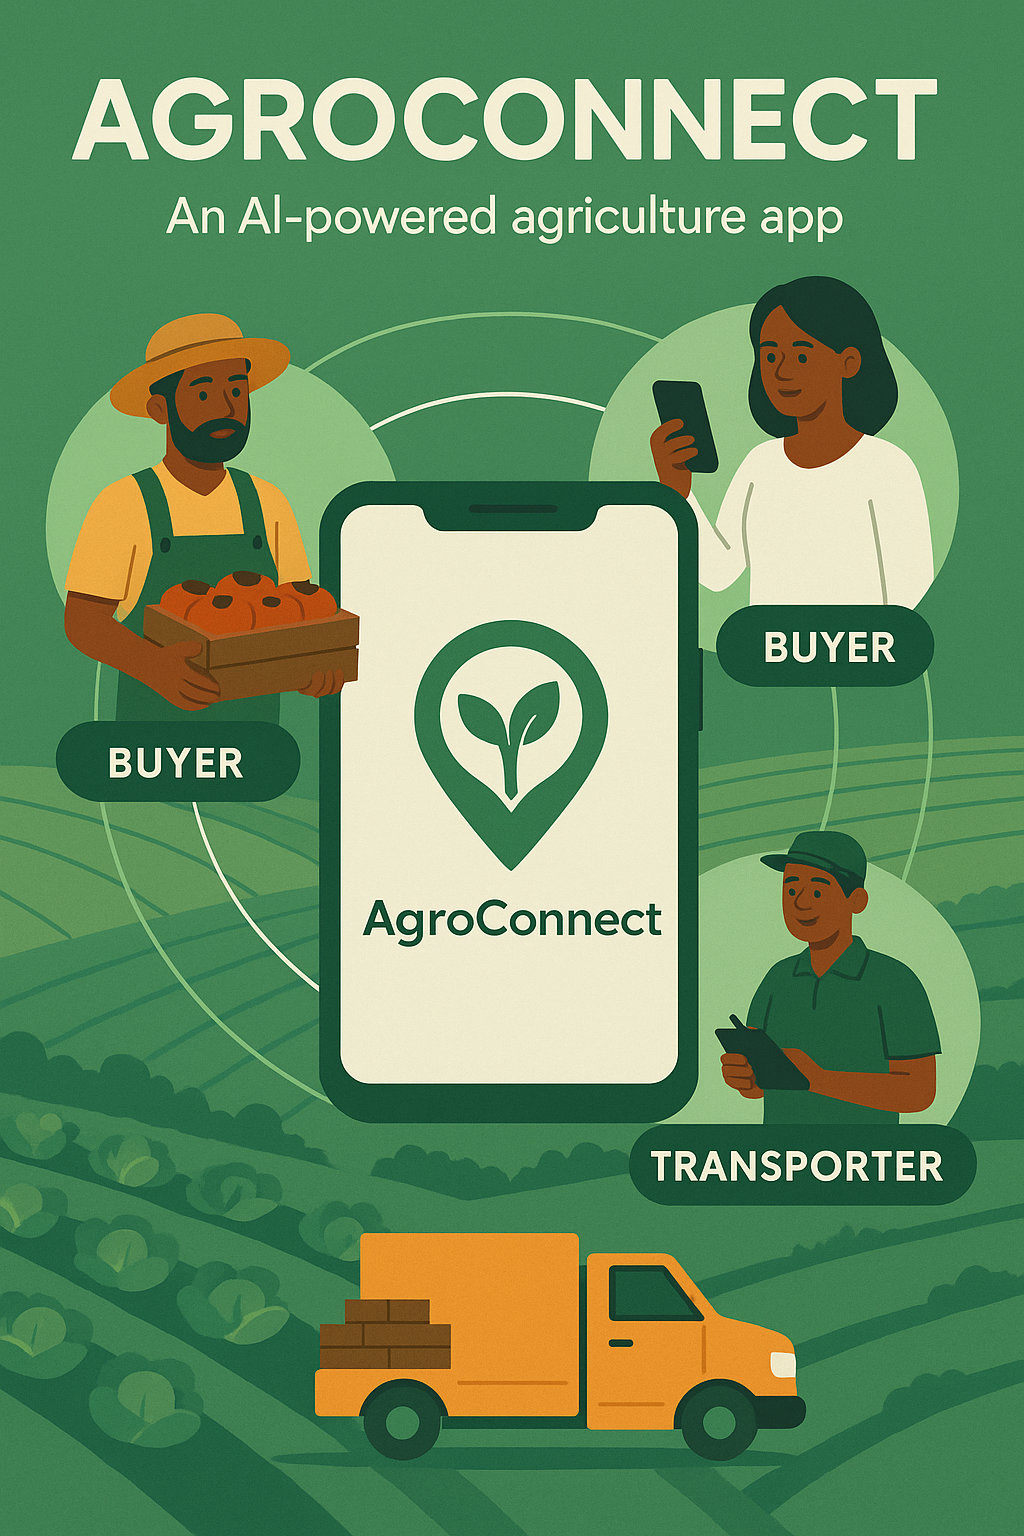 AGROCONNECT
An AI-powered agriculture app
BUYER
BUYER
AgroConnect
TRANSPORTER